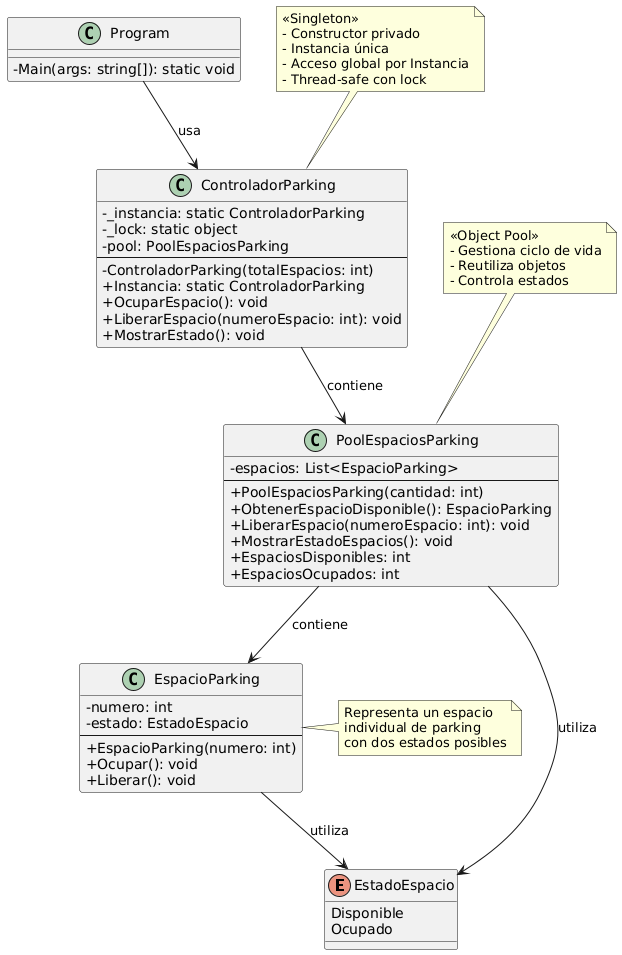 C Program
-Main(args: string[]): static void
«Singleton»
- Constructor privado
- Instancia única
- Acceso global por Instancia
- Thread-safe con lock
usa
C ControladorParking
-_instancia: static ControladorParking
-_lock: static object
-pool: PoolEspaciosParking
-ControladorParking(totalEspacios: int)
+Instancia: static ControladorParking
+OcuparEspacio(): void
+LiberarEspacio(numeroEspacio: int): void
+MostrarEstado(): void
«Object Pool»
- Gestiona ciclo de vida
- Reutiliza objetos
- Controla estados
contiene
C PoolEspaciosParking
-espacios: List<EspacioParking>
+PoolEspaciosParking(cantidad: int)
+ObtenerEspacioDisponible(): EspacioParking
+LiberarEspacio(numeroEspacio: int): void
+MostrarEstadoEspacios(): void
+EspaciosDisponibles: int
+EspaciosOcupados: int
contiene
C EspacioParking
-numero: int
-estado: EstadoEspacio
+EspacioParking(numero: int)
+Ocupar(): void
+Liberar(): void
Representa un espacio
individual de parking
con dos estados posibles
utiliza
utiliza
E EstadoEspacio
Disponible
Ocupado